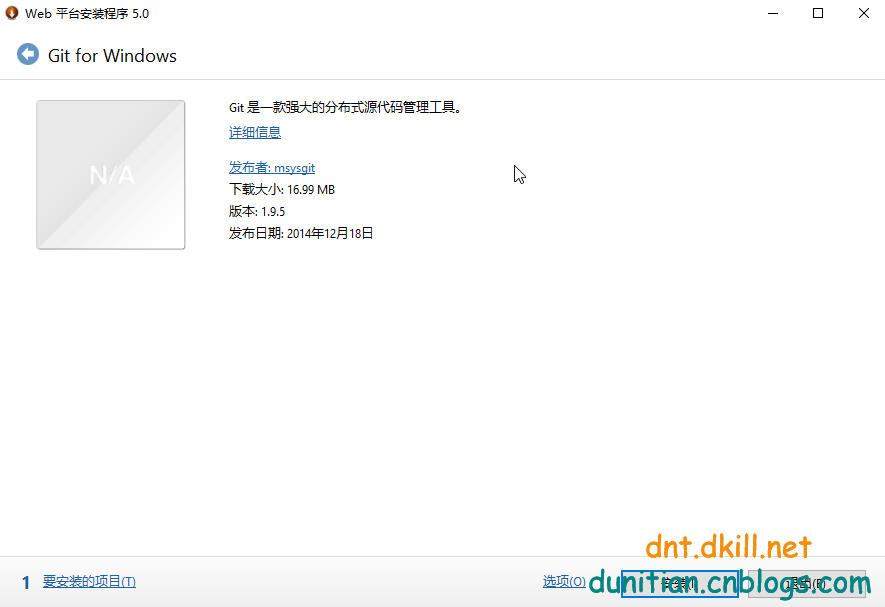 Web 平台安装程序 5.0
Git for Windows
N/A
Git 是一款强大的分布式源代码管理工具。
详细信息
发布者: msysgit
下载大小: 16.99 MB
版本: 1.9.5
发布日期: 2014年12月18日
dnt.dkill.net
1 要安装的项目(T)
选项(O)
安装(I)
退出(E)
dunitian.cnblogs.com